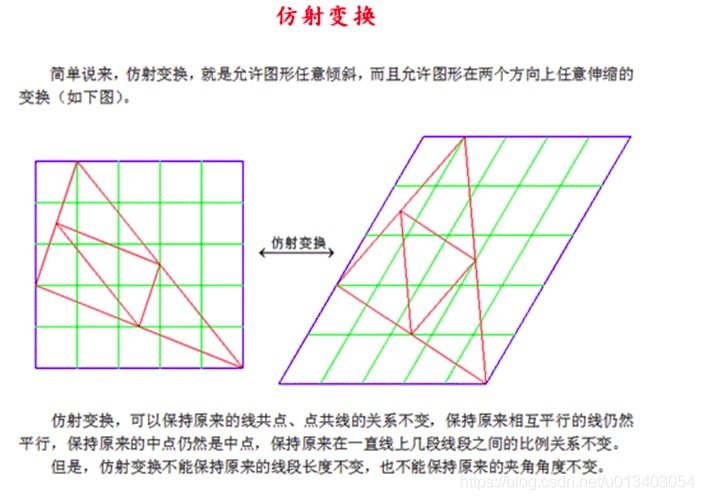 仿射变换
简单说来，仿射变换，就是允许图形任意倾斜，而且允许图形在两个方向上任意伸缩的
变换（如下图）。
仿射变换
仿射变换，可以保持原来的线共点、点共线的关系不变，保持原来相互平行的线仍然
平行，保持原来的中点仍然是中点，保持原来在一直线上几段线段之间的比例关系不变。
但是，仿射变换不能保持原来的线段长度不变，也不能保持原来的夹角角度不变。
https://blog.csdn.net/u013403054